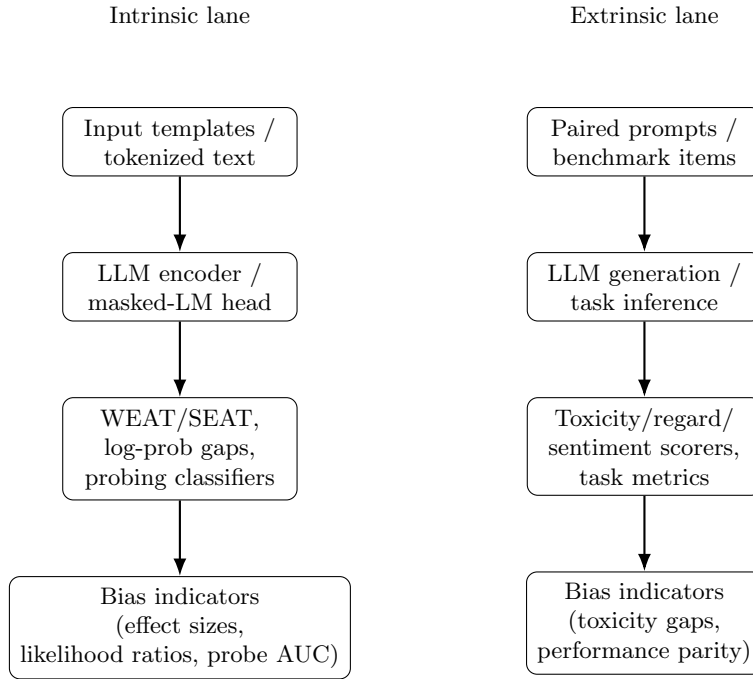 Intrinsic lane
Extrinsic lane
Input templates /
tokenized text
Paired prompts /
benchmark items
LLM encoder /
masked-LM head
LLM generation /
task inference
WEAT/SEAT,
log-prob gaps,
probing classifiers
Toxicity/regard/
sentiment scorers,
task metrics
Bias indicators
(effect sizes,
likelihood ratios, probe AUC)
Bias indicators
(toxicity gaps,
performance parity)